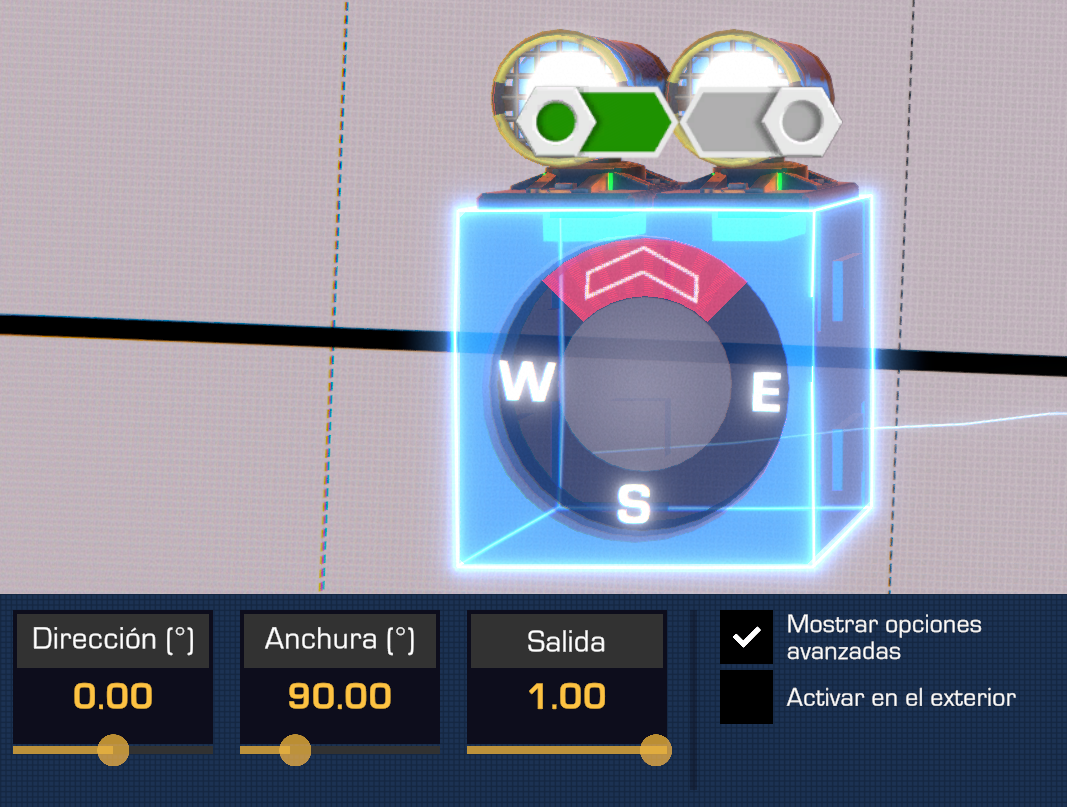 W
E
S
Dirección (°)
Anchura (°)
Salida
0.00
90.00
1.00
Mostrar opciones
avanzadas
Activar en el exterior